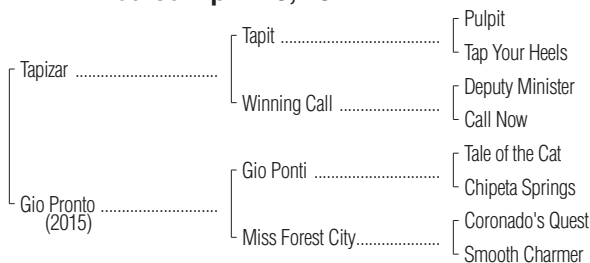 Tapizar
Tapit
Pulpit
Tap Your Heels
Winning Call
Deputy Minister
Call Now
Gio Pronto
(2015)
Gio Ponti
Tale of the Cat
Chipeta Springs
Miss Forest City
Coronado's Quest
Smooth Charmer